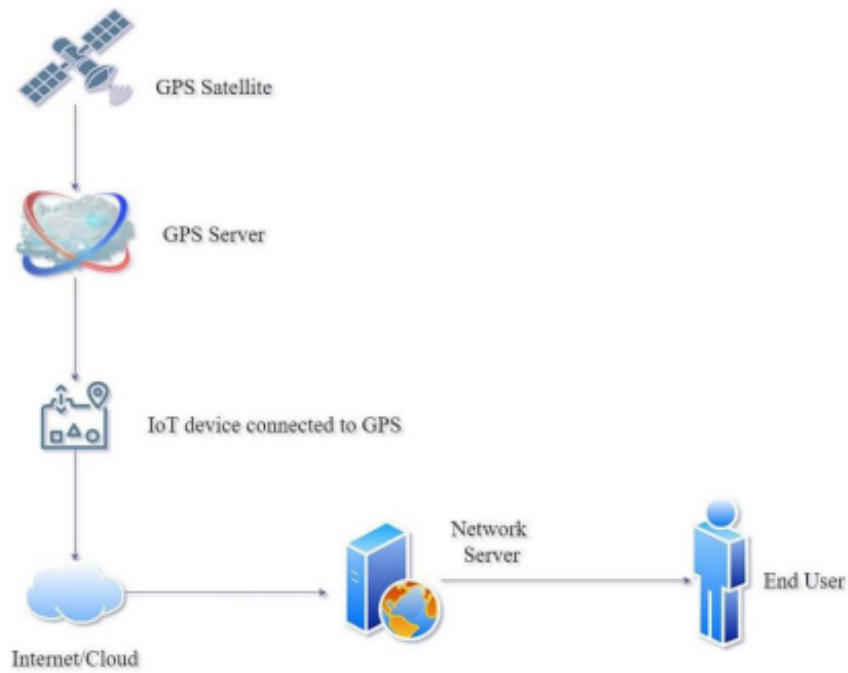 GPS Satellite
GPS Server
IoT device connected to GPS
Network
Server
End User
Internet/Cloud